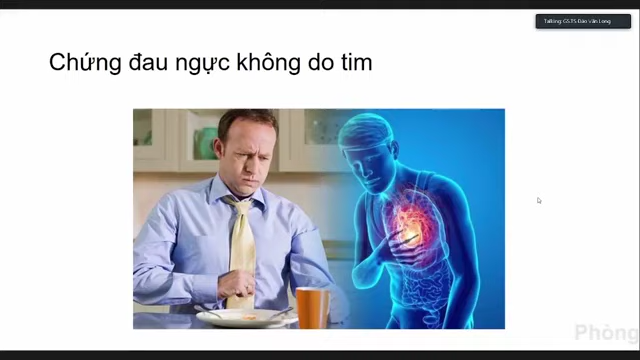 Talking: GS.TS Đào Văn Long
Chứng đau ngực không do tim
Phòng